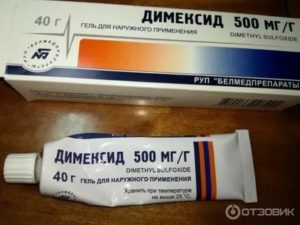 40 Г
ДИМЕКСИД 500 МГ/Г
ГЕЛЬ ДЛЯ НАРУЖНОГО ПРИМЕНЕНИЯ
DIMETHYL SULFOXIDE
РУП "БЕЛМЕДПРЕПАРАТЫ"
ДИМЕКСИД 500 МГ/Г
DIMETHYL SULFOXIDE
40 Г
ГЕЛЬ ДЛЯ НАРУЖНОГО ПРИМЕНЕНИЯ
Хранить при температуре
не выше 25 °C.
ОТЗОВИК